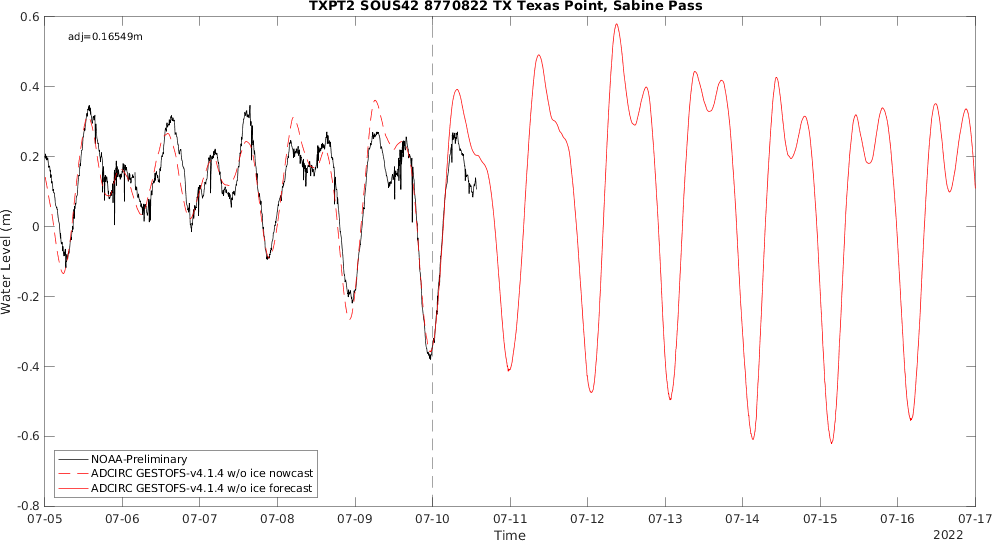 TXPT2 SOUS42 8770822 TX Texas Point, Sabine Pass
adj=0.16549m
0.6
0.4
0.2
0
-0.2
-0.4
-0.6
-0.8
Water Level (m)
NOAA-Preliminary
ADCIRC GESTOFS-v4.1.4 w/o ice nowcast
ADCIRC GESTOFS-v4.1.4 w/o ice forecast
07-05 07-06 07-07 07-08 07-09 07-10 07-11 07-12 07-13 07-14 07-15 07-16 07-17
Time
2022